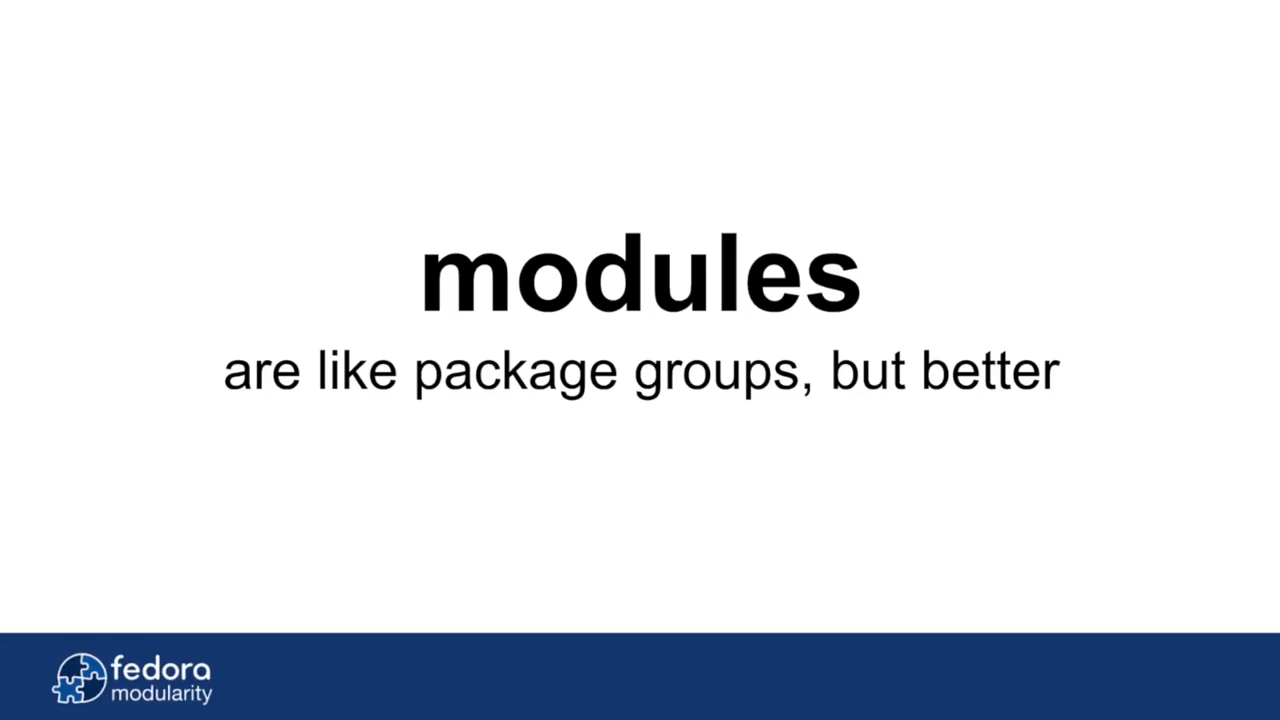 modules
are like package groups, but better
fedora
modularity